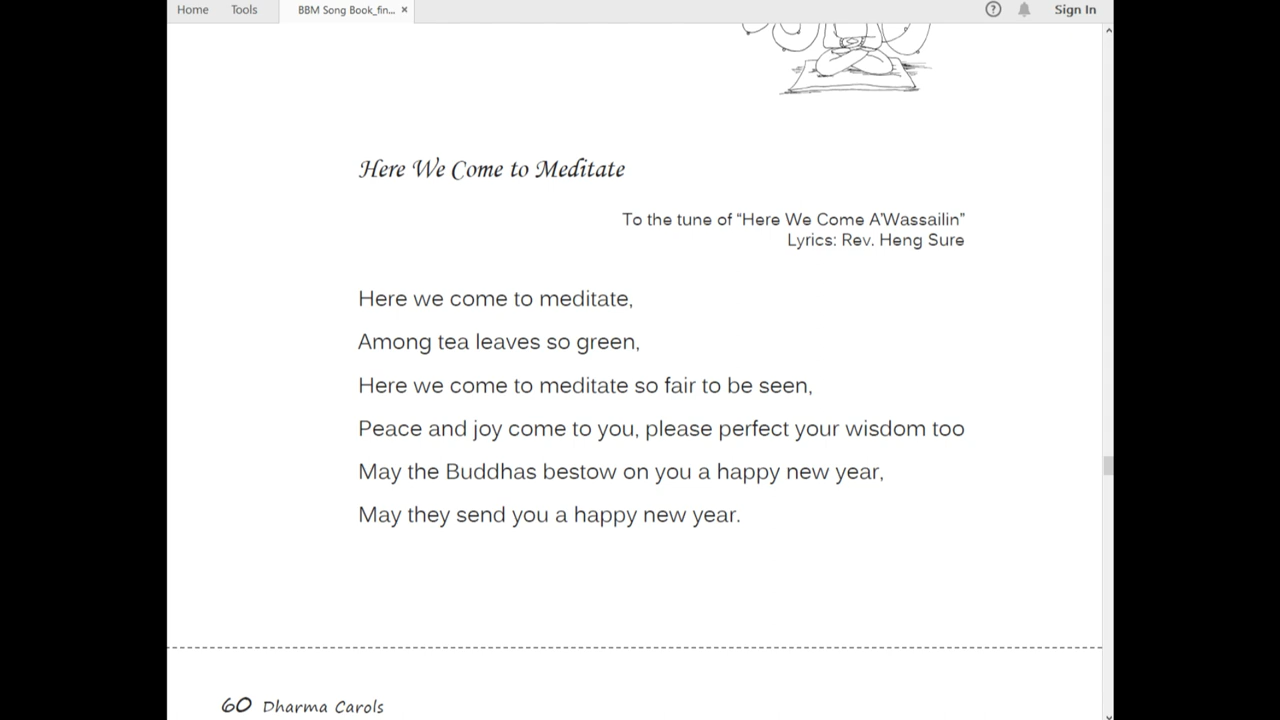 Home Tools BBM Song Book_fin... × ? Sign In
Here We Come to Meditate
To the tune of “Here We Come A’Wassailin”
Lyrics: Rev. Heng Sure
Here we come to meditate,
Among tea leaves so green,
Here we come to meditate so fair to be seen,
Peace and joy come to you, please perfect your wisdom too
May the Buddhas bestow on you a happy new year,
May they send you a happy new year.
60 Dharma Carols